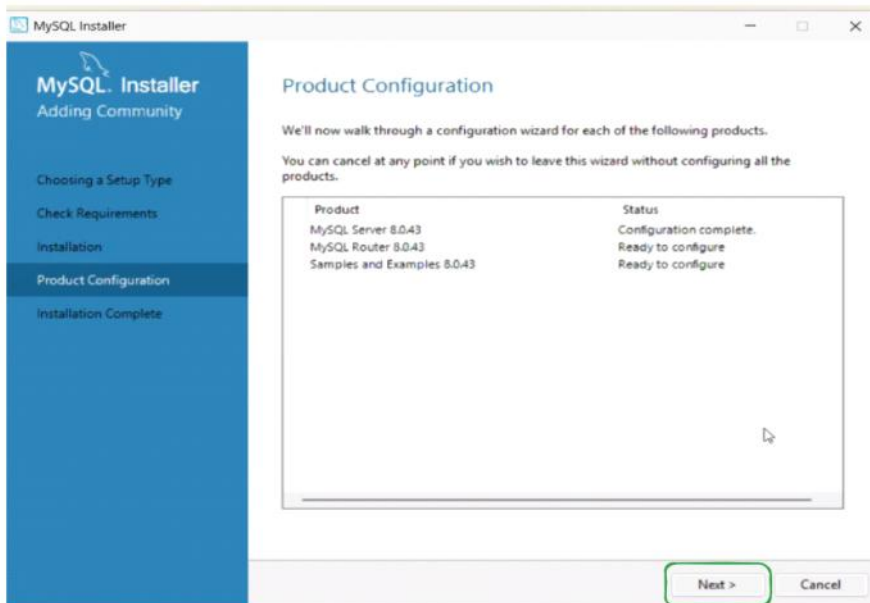 MySQL Installer
MySQL. Installer
Adding Community
Choosing a Setup Type
Check Requirements
Installation
Product Configuration
Installation Complete
Product Configuration
We'll now walk through a configuration wizard for each of the following products.
You can cancel at any point if you wish to leave this wizard without configuring all the
products.
Product Status
MySQL Server 8.0.43 Configuration complete.
MySQL Router 8.0.43 Ready to configure
Samples and Examples 8.0.43 Ready to configure
Next > Cancel